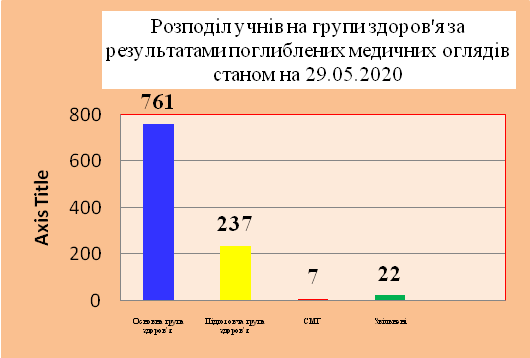 Розподіл учнів на групи здоров'я за
результатами поглиблених медичних оглядів
станом на 29.05.2020
Axis Title
800
600
400
200
0
761
237
7
22
Основна група
здоров'я
Підготовча група
здоров'я
СМГ
Звільнені